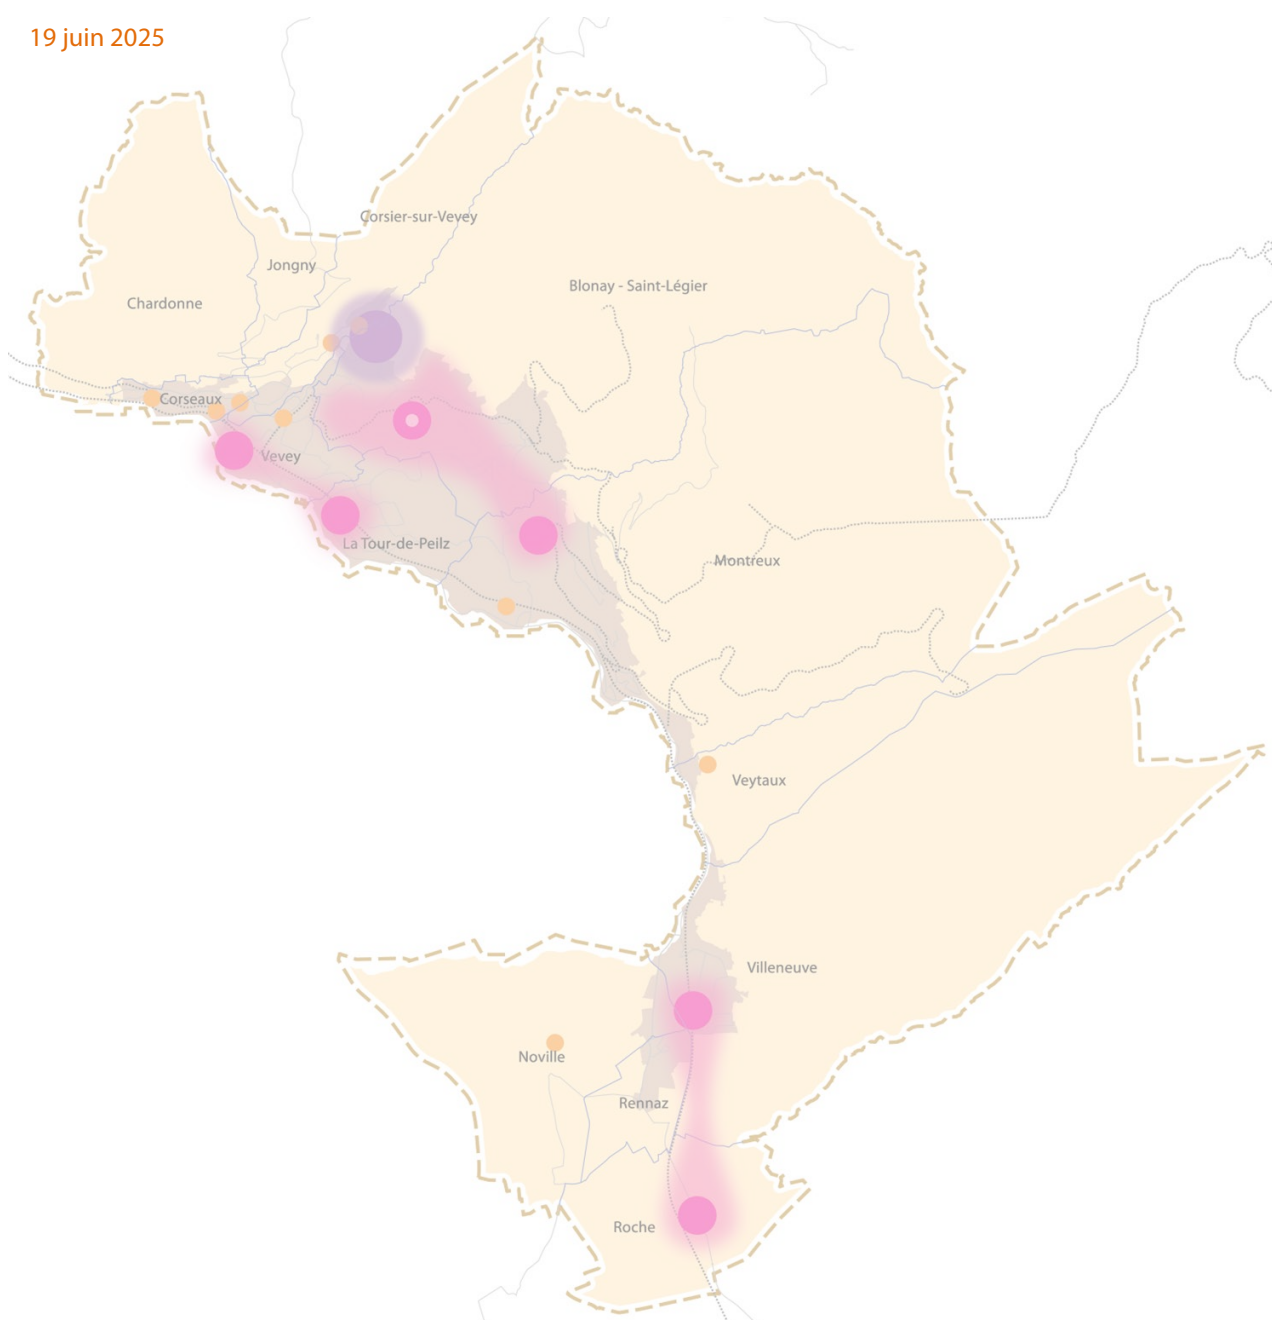 19 juin 2025
Corsier-sur-Vevey
Jongny
Blonay - Saint-Légier
Chardonne
Corseaux
Vevey
La Tour-de-Peilz
Montreux
Veytaux
Villeneuve
Noville
Rennaz
Roche